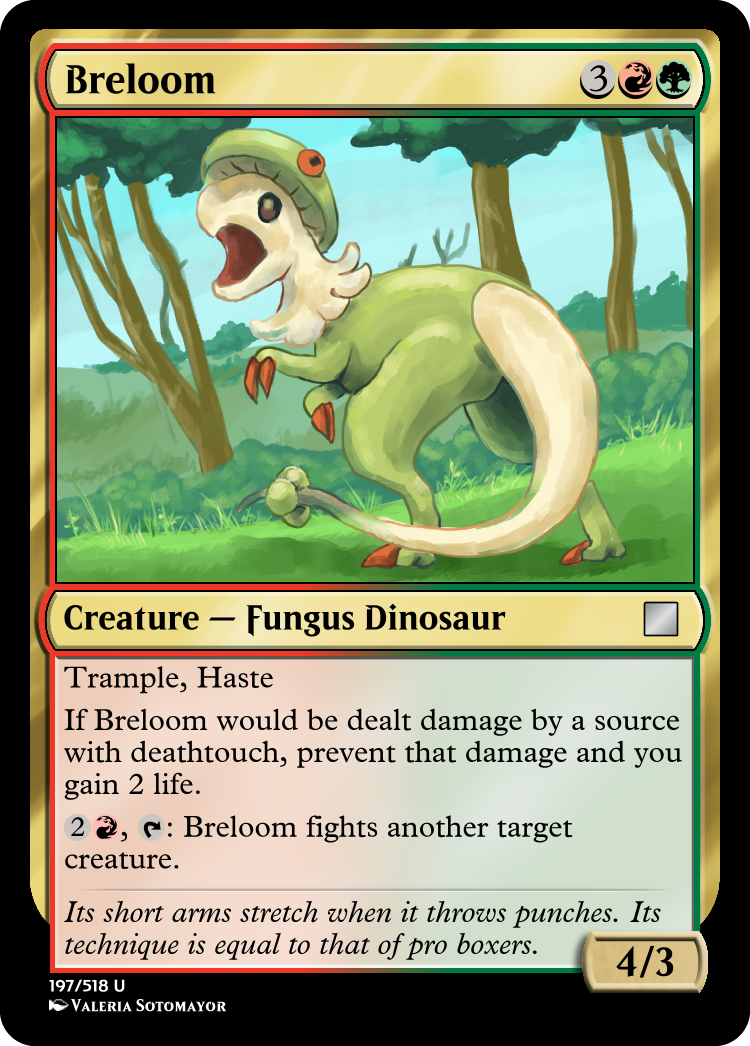 Breloom 3
Creature — Fungus Dinosaur
Trample, Haste
If Breloom would be dealt damage by a source
with deathtouch, prevent that damage and you
gain 2 life.
2 , : Breloom fights another target
creature.
Its short arms stretch when it throws punches. Its
technique is equal to that of pro boxers.
4/3
197/518 U
Valeria Sotomayor